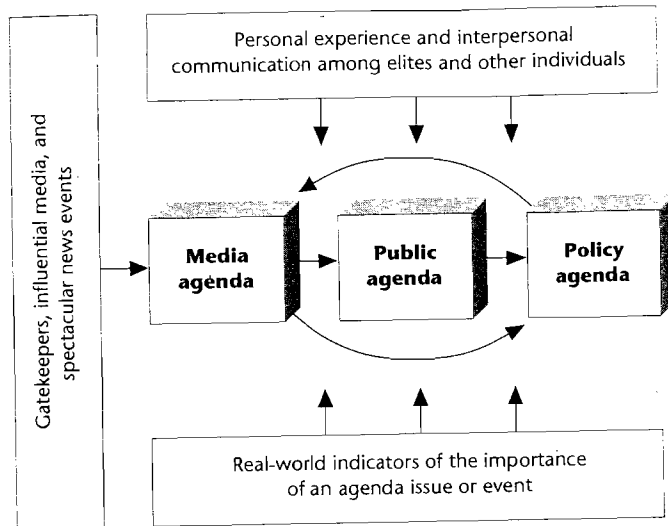 Personal experience and interpersonal
communication among elites and other individuals
Gatekeepers, influential media, and
spectacular news events
Media
agenda
Public
agenda
Policy
agenda
Real-world indicators of the importance
of an agenda issue or event